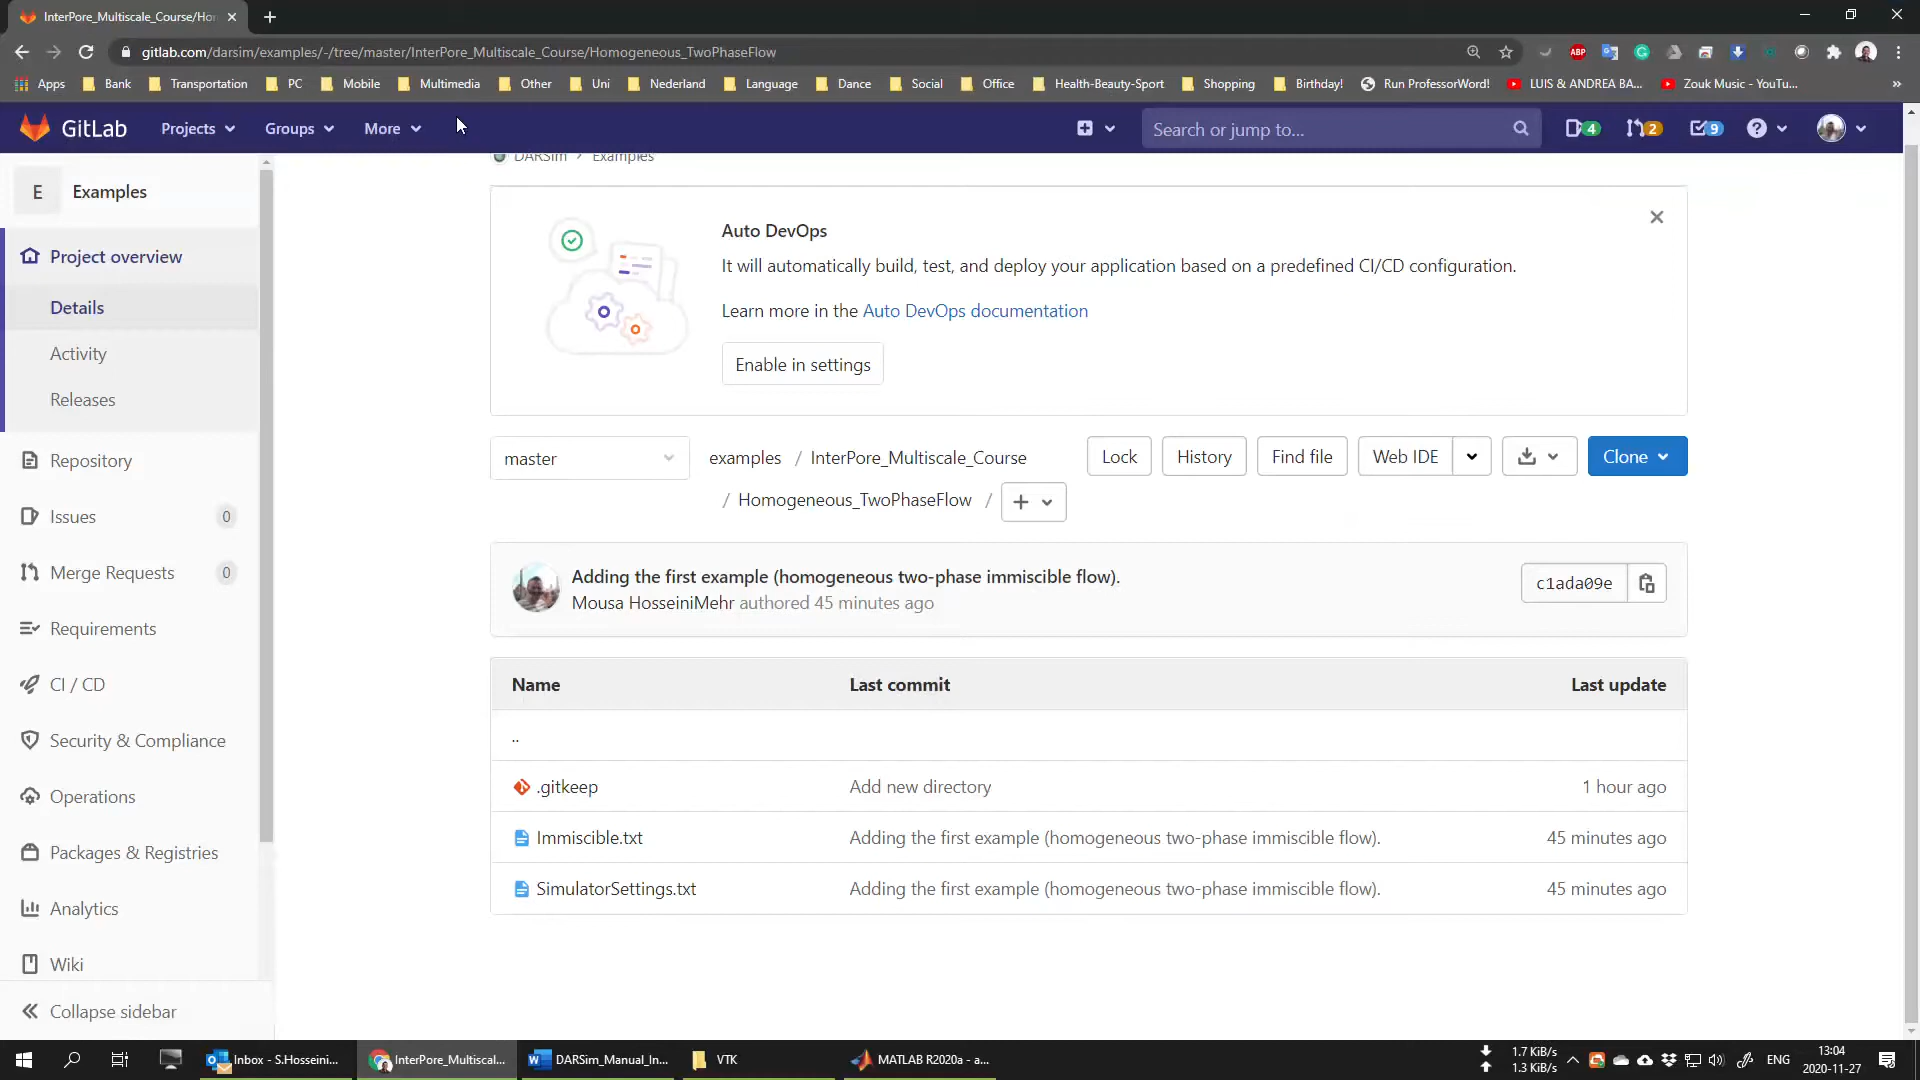 InterPore_Multiscale_Course/Ho
gitlab.com/darsim/examples/-/tree/master/InterPore_Multiscale_Course/Homogeneous_TwoPhaseFlow
ABP
Apps Bank Transportation PC Mobile Multimedia Other Uni Nederland Language Dance Social Office Health-Beauty-Sport Shopping Birthday! Run ProfessorWord! LUIS & ANDREA BA... Zouk Music - YouTu... »
GitLab Projects Groups More Search or jump to... 4 2 9
DARSim › Examples
E Examples
Project overview
Details
Activity
Releases
Repository
Issues 0
Merge Requests 0
Requirements
CI / CD
Security & Compliance
Operations
Packages & Registries
Analytics
Wiki
Collapse sidebar
Auto DevOps
It will automatically build, test, and deploy your application based on a predefined CI/CD configuration.
Learn more in the Auto DevOps documentation
Enable in settings
master examples / InterPore_Multiscale_Course Lock History Find file Web IDE Clone
/ Homogeneous_TwoPhaseFlow / +
Adding the first example (homogeneous two-phase immiscible flow).
Mousa HosseiniMehr authored 45 minutes ago
c1ada09e
Name Last commit Last update
..
.gitkeep Add new directory 1 hour ago
Immiscible.txt Adding the first example (homogeneous two-phase immiscible flow). 45 minutes ago
SimulatorSettings.txt Adding the first example (homogeneous two-phase immiscible flow). 45 minutes ago
Inbox - S.Hosseini... InterPore_Multiscal... DARSim_Manual_In... VTK MATLAB R2020a - a... ENG
1.7 KiB/s
1.3 KiB/s
13:04
2020-11-27